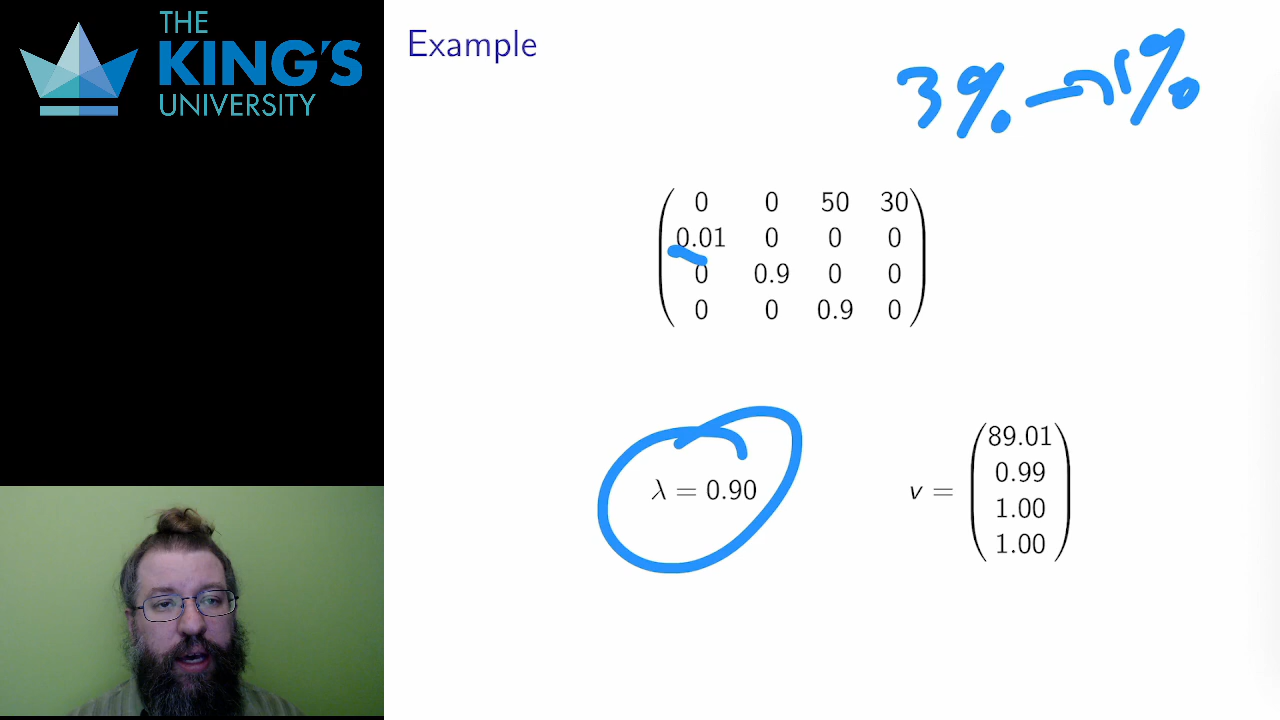 THE
KING'S
UNIVERSITY
Example
3% → 1%
0 0 50 30
0.01 0 0 0
0 0.9 0 0
0 0 0.9 0
λ = 0.90
v =
89.01
0.99
1.00
1.00